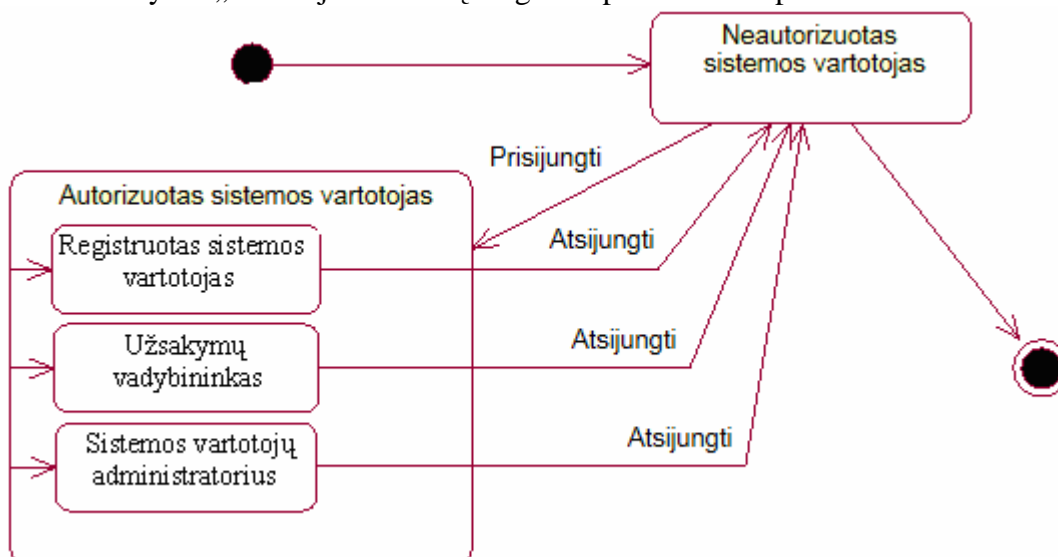 Neautorizuotas
sistemos vartotojas
Prisijungti
Autorizuotas sistemos vartotojas
Registruotas sistemos
vartotojas
Atsijungti
Užsakymų
vadybininkas
Atsijungti
Sistemos vartotojų
administratorius
Atsijungti